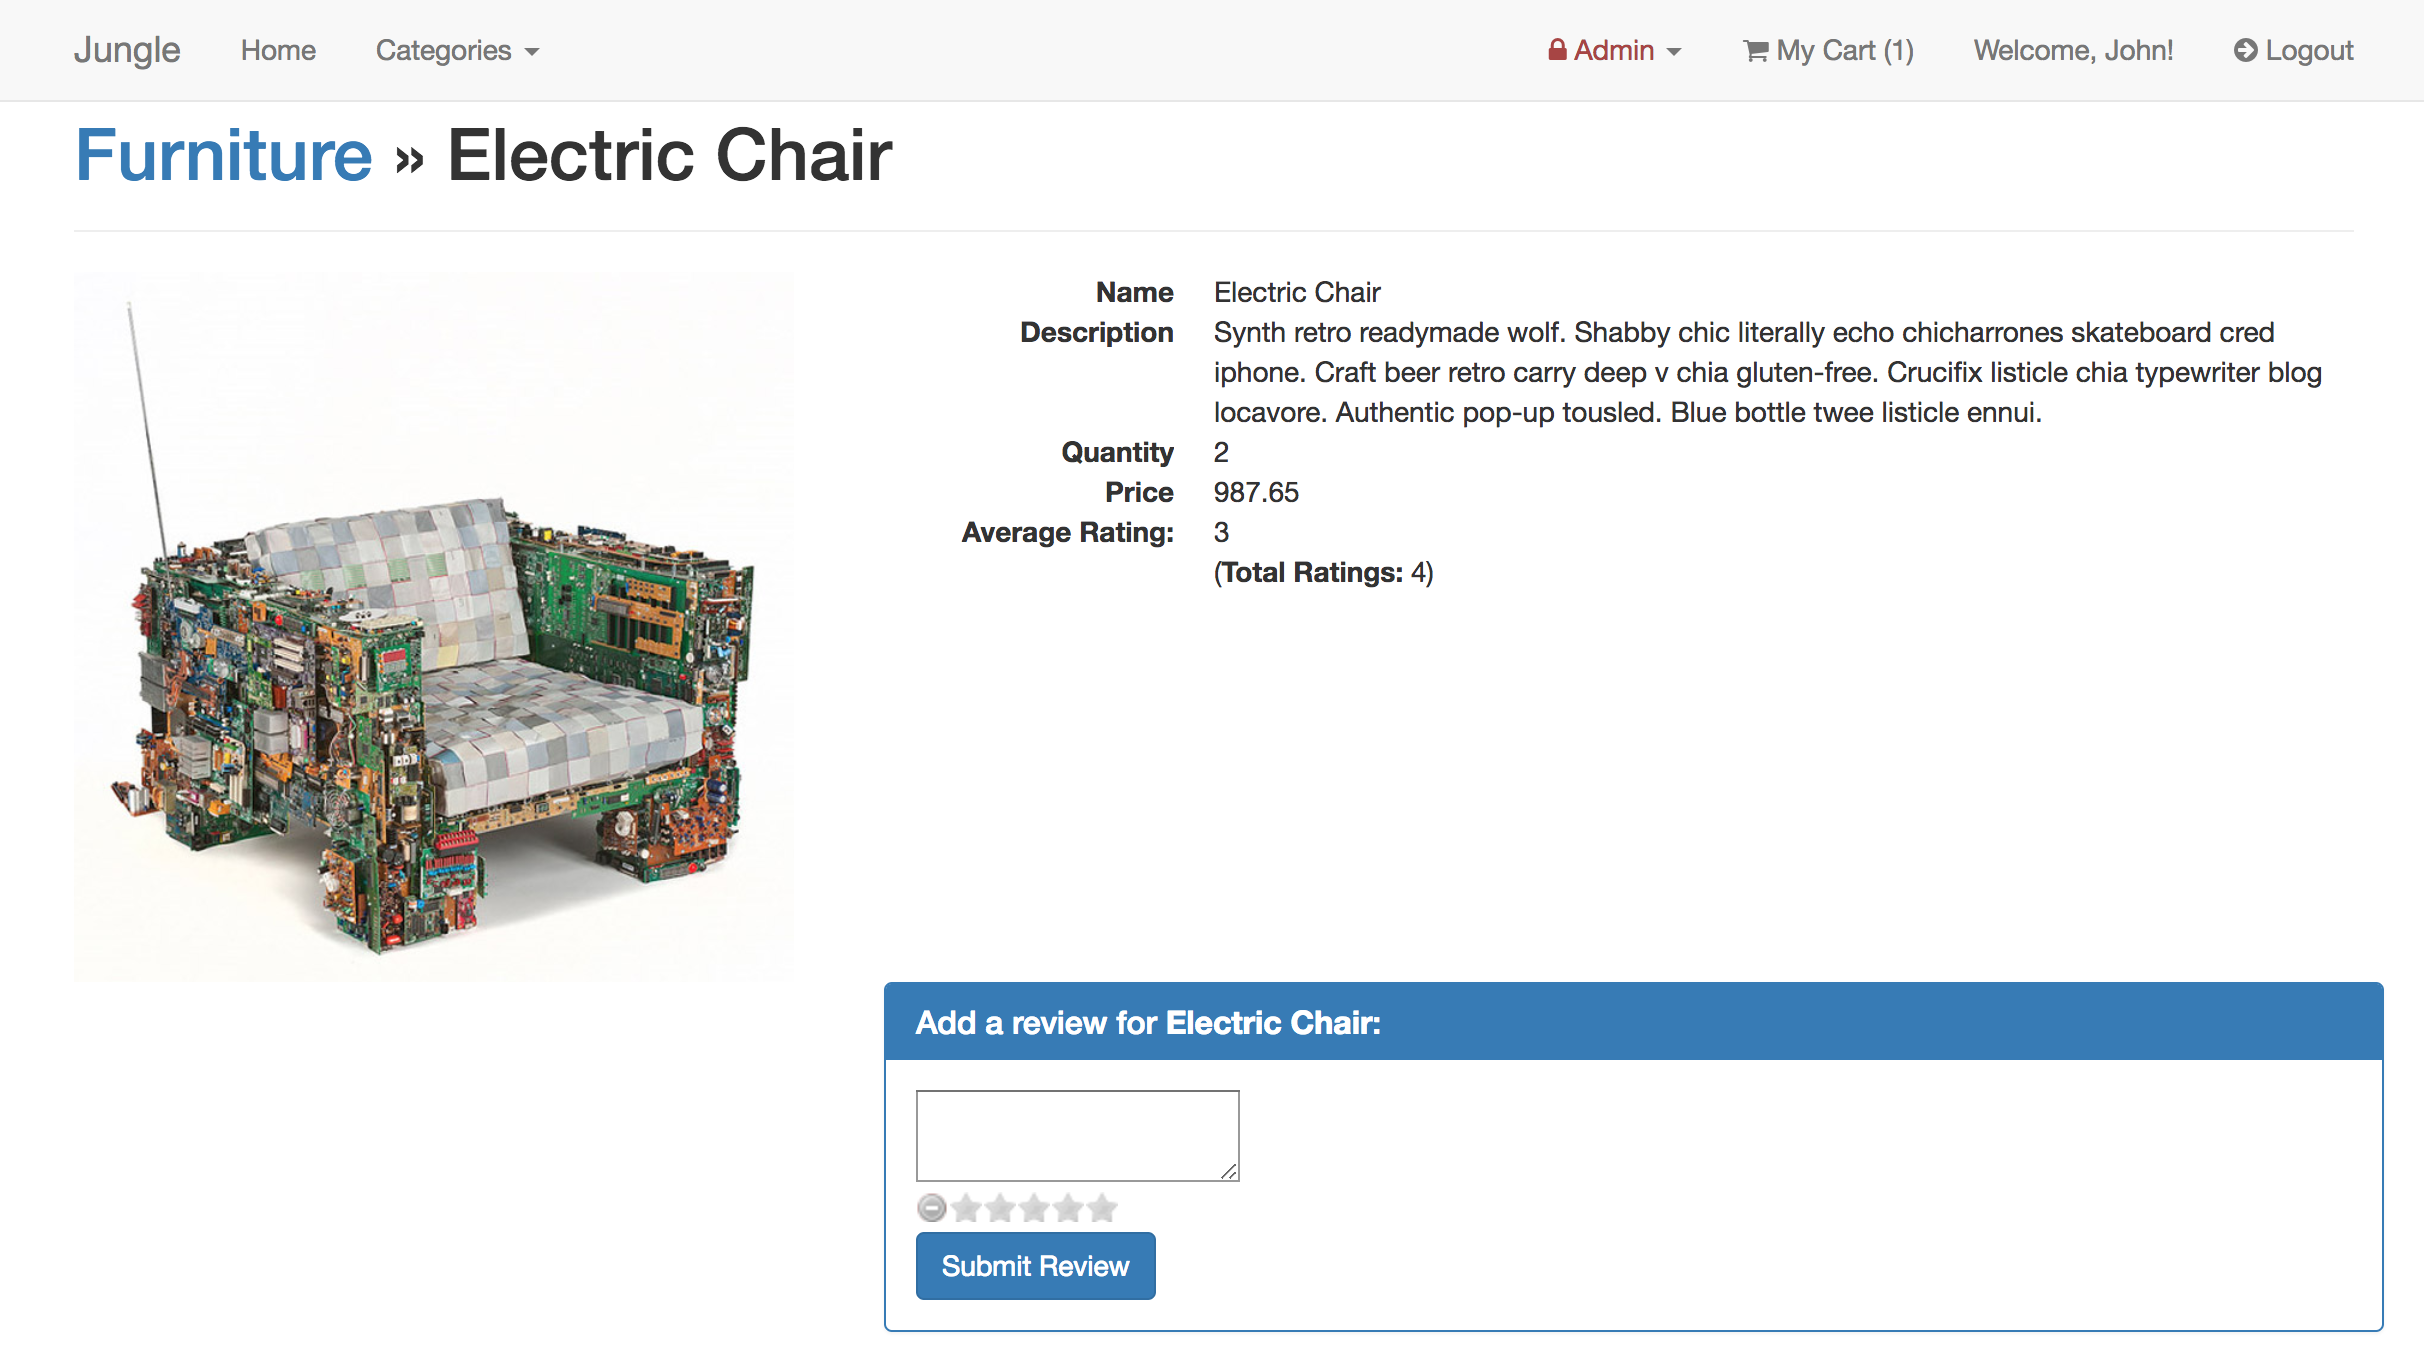 Jungle Home Categories Admin My Cart (1) Welcome, John! Logout
Furniture » Electric Chair
Name Electric Chair
Description Synth retro readymade wolf. Shabby chic literally echo chicharrones skateboard cred
iphone. Craft beer retro carry deep v chia gluten-free. Crucifix listicle chia typewriter blog
locavore. Authentic pop-up tousled. Blue bottle twee listicle ennui.
Quantity 2
Price 987.65
Average Rating: 3
(Total Ratings: 4)
Add a review for Electric Chair:
Submit Review